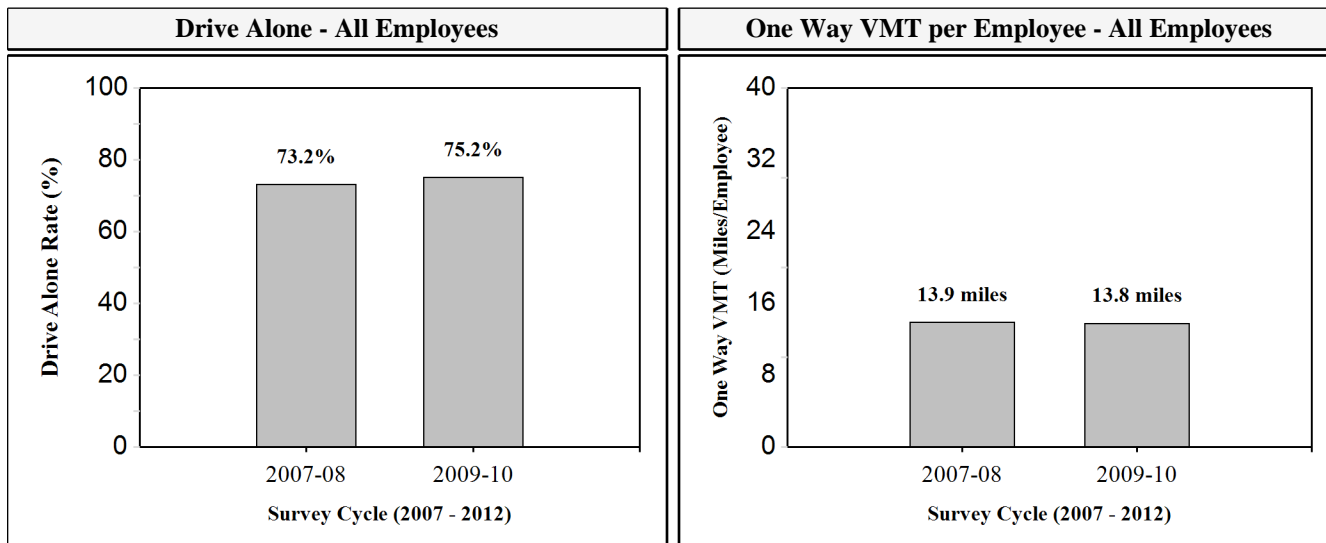 Drive Alone - All Employees
Drive Alone Rate (%)
100
80
60
40
20
0
73.2%
75.2%
2007-08
2009-10
Survey Cycle (2007 - 2012)
One Way VMT per Employee - All Employees
One Way VMT (Miles/Employee)
40
32
24
16
8
0
13.9 miles
13.8 miles
2007-08
2009-10
Survey Cycle (2007 - 2012)